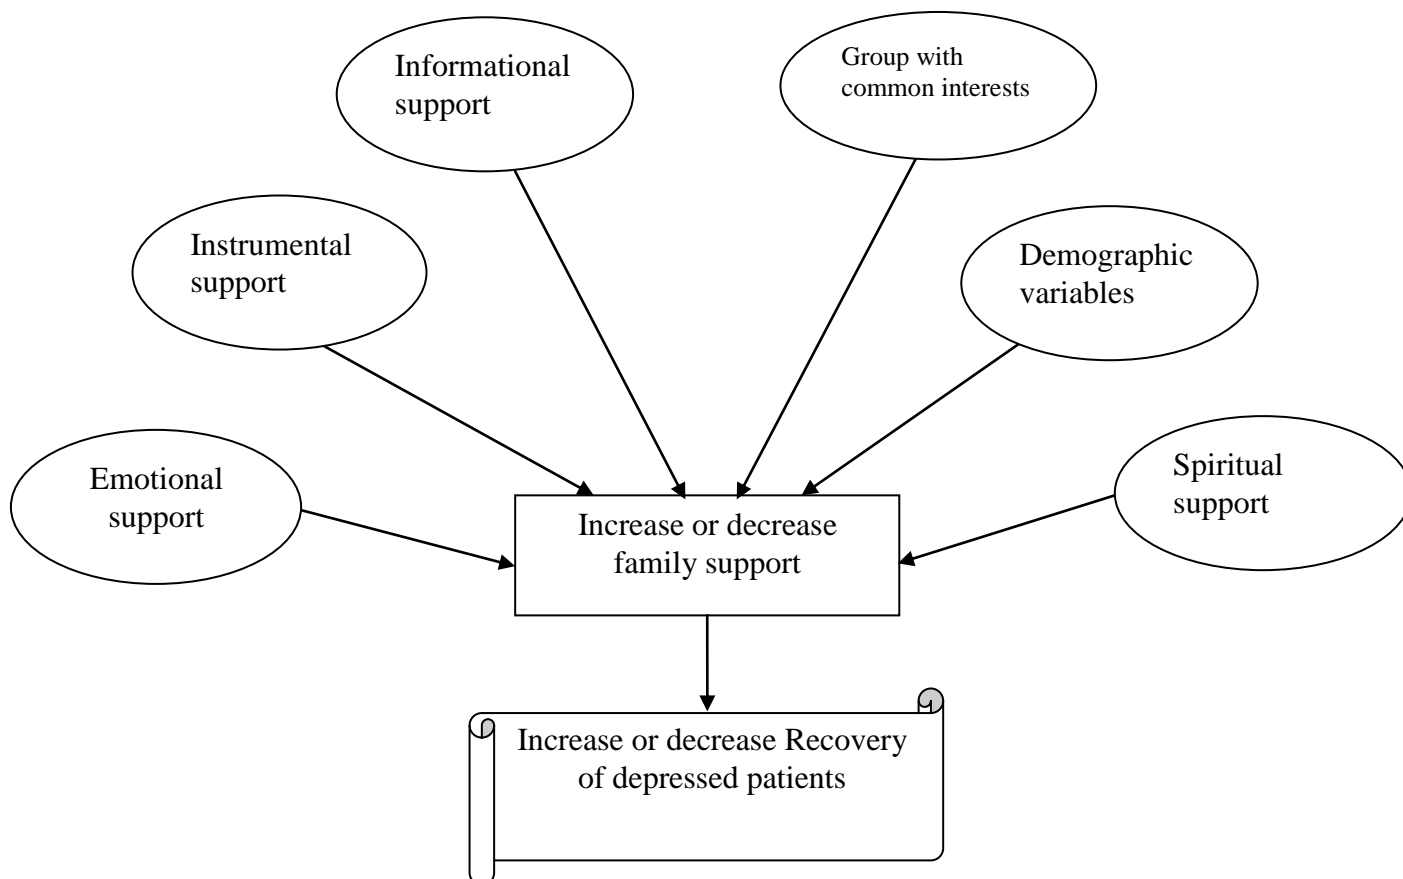 Informational
support
Group with
common interests
Instrumental
support
Demographic
variables
Emotional
support
Spiritual
support
Increase or decrease
family support
Increase or decrease Recovery
of depressed patients